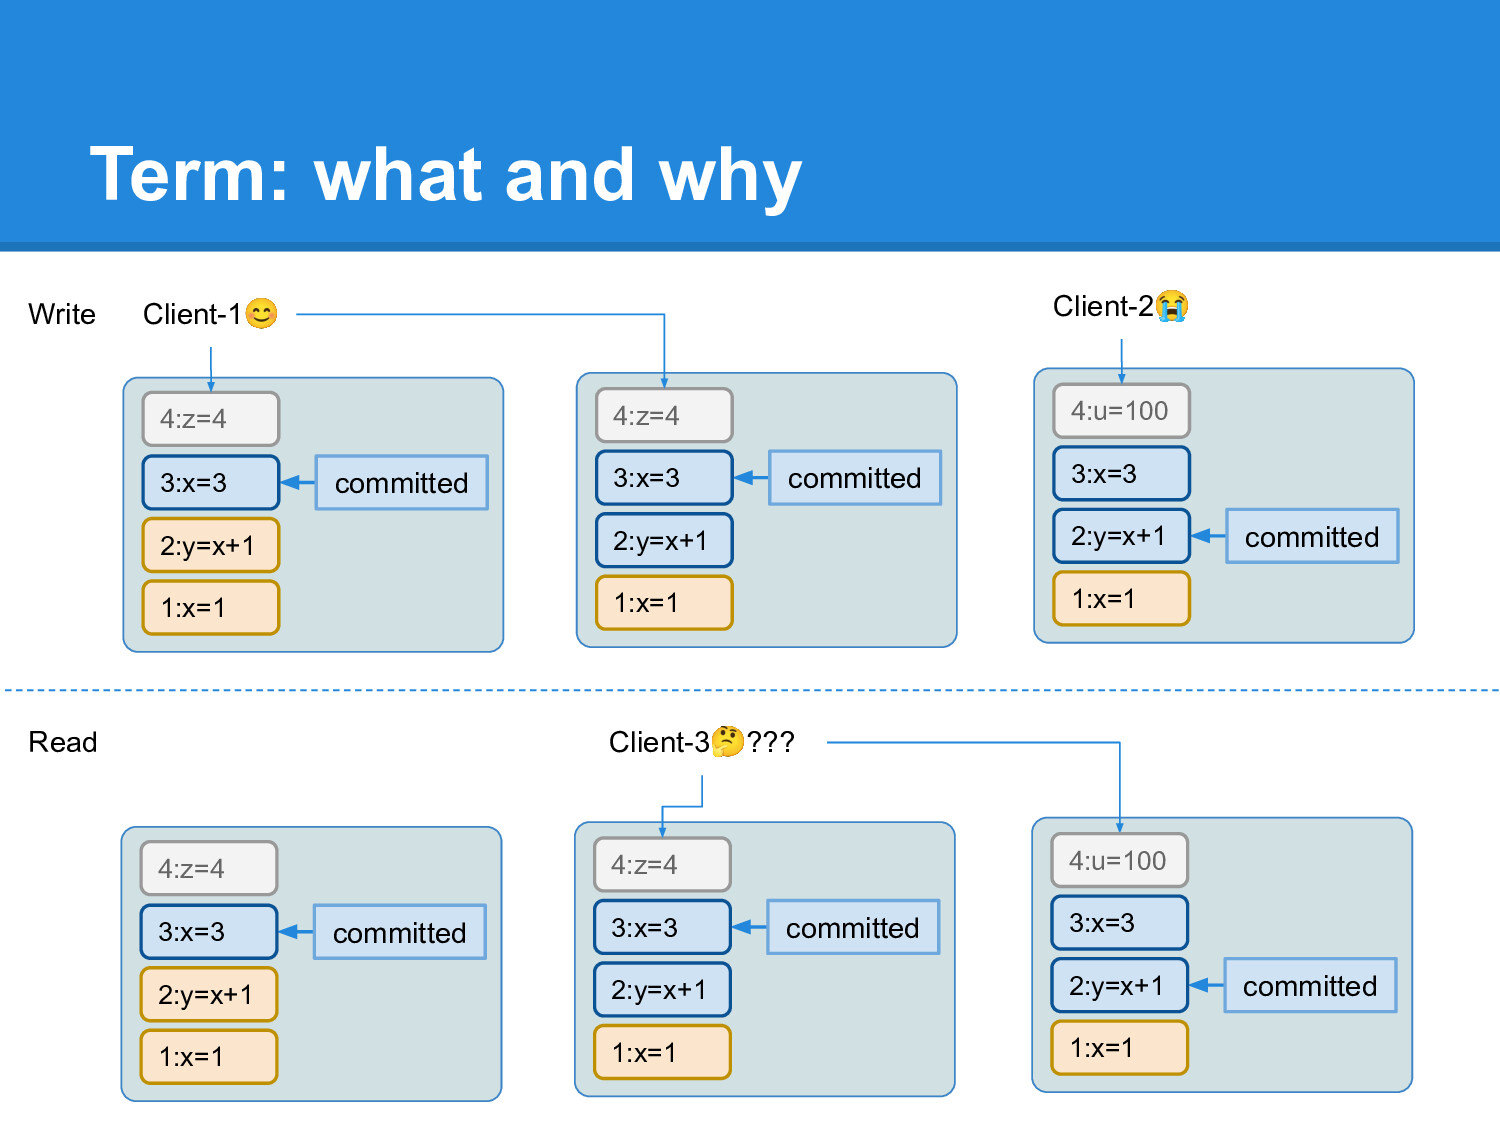 Term: what and why
Write
Client-1😊
Client-2😭
4:z=4
3:x=3
committed
2:y=x+1
1:x=1
4:z=4
3:x=3
committed
2:y=x+1
1:x=1
4:u=100
3:x=3
2:y=x+1
committed
1:x=1
Read
Client-3🤔???
4:z=4
3:x=3
committed
2:y=x+1
1:x=1
4:z=4
3:x=3
committed
2:y=x+1
1:x=1
4:u=100
3:x=3
2:y=x+1
committed
1:x=1